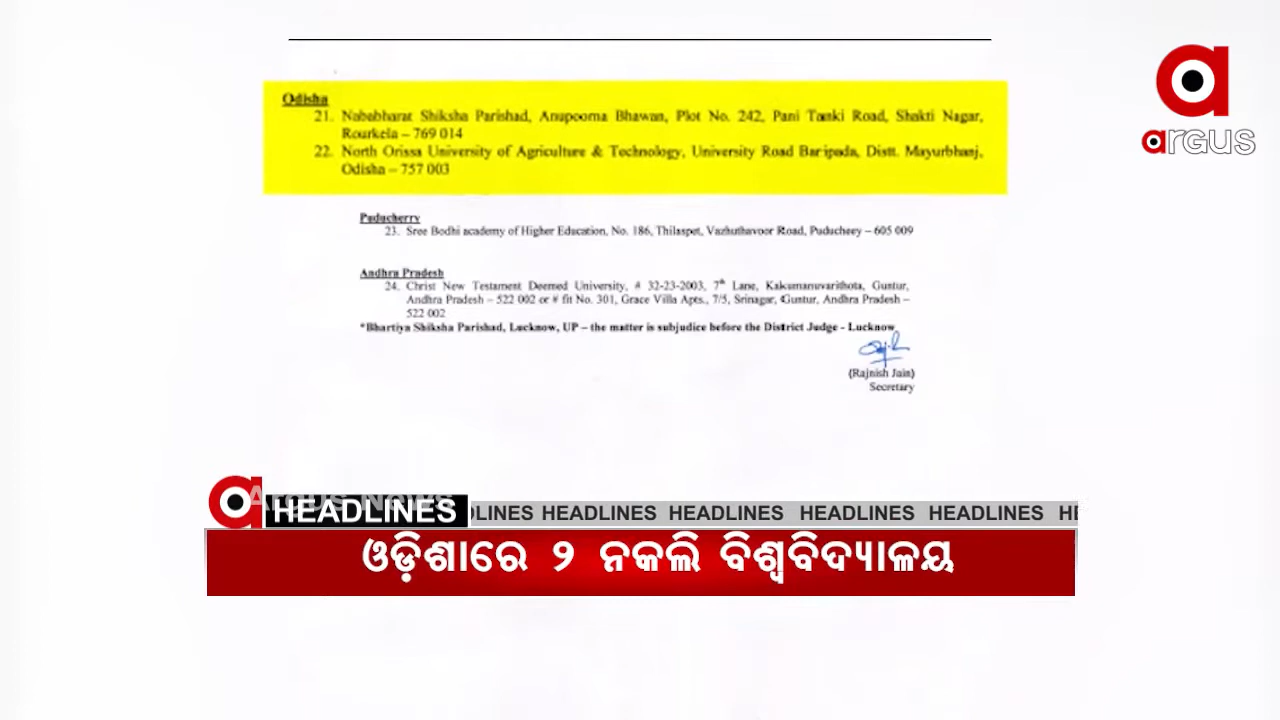 Odisha
21. Nababharat Shiksha Parishad, Anupooma Bhawan, Plot No. 242, Pani Tanki Road, Shakti Nagar,
Rourkela – 769 014
22. North Orissa University of Agriculture & Technology, University Road Baripada, Distt. Mayurbhanj,
Odisha – 757 003
Puducherry
23. Sree Bodhi academy of Higher Education, No. 186, Thilaspet, Vazhuthavoor Road, Puducheey – 605 009
Andhra Pradesh
24. Christ New Testament Deemed University, # 32-23-2003, 7th Lane, Kakumanuvarithota, Guntur,
Andhra Pradesh – 522 002 or # fit No. 301, Grace Villa Apts., 7/5, Srinagar, Guntur, Andhra Pradesh –
522 002
*Bhartiya Shiksha Parishad, Lucknow, UP – the matter is subjudice before the District Judge - Lucknow
(Rajnish Jain)
Secretary
argus
Argus News
HEADLINES DLINES HEADLINES HEADLINES HEADLINES HEADLINES HE
ଓଡ଼ିଶାରେ ୨ ନକଲି ବିଶ୍ୱବିଦ୍ୟାଳୟ